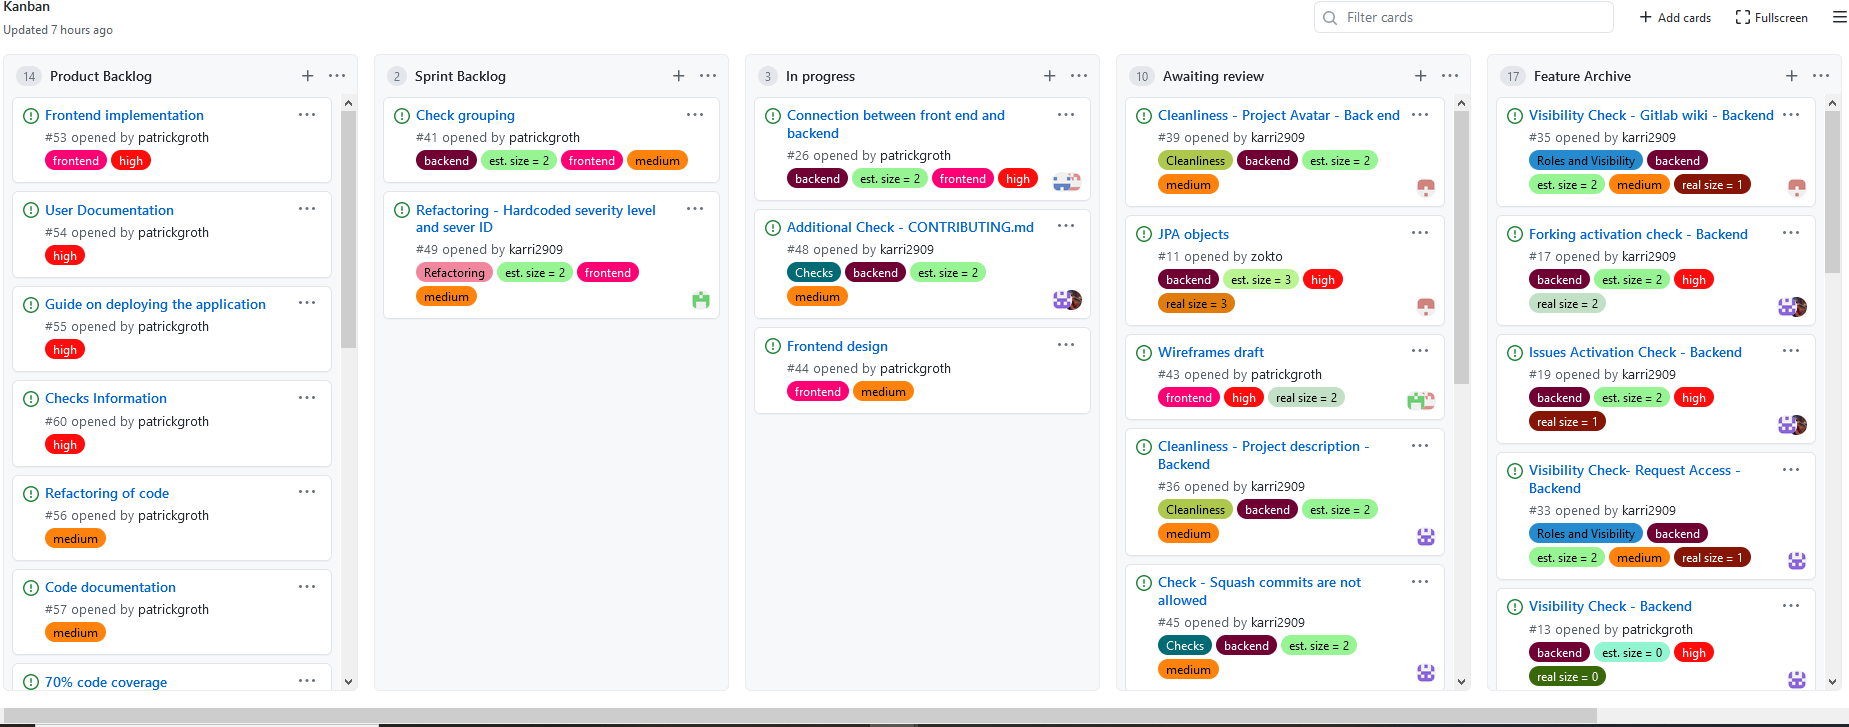 Kanban
Updated 7 hours ago
Filter cards
Add cards
Fullscreen
14 Product Backlog
Frontend implementation
#53 opened by patrickgroth
frontend high
User Documentation
#54 opened by patrickgroth
high
Guide on deploying the application
#55 opened by patrickgroth
high
Checks Information
#60 opened by patrickgroth
high
Refactoring of code
#56 opened by patrickgroth
medium
Code documentation
#57 opened by patrickgroth
medium
70% code coverage
2 Sprint Backlog
Check grouping
#41 opened by patrickgroth
backend est. size = 2 frontend medium
Refactoring - Hardcoded severity level
and sever ID
#49 opened by karri2909
Refactoring est. size = 2 frontend
medium
3 In progress
Connection between front end and
backend
#26 opened by patrickgroth
backend est. size = 2 frontend high
Additional Check - CONTRIBUTING.md
#48 opened by karri2909
Checks backend est. size = 2
medium
Frontend design
#44 opened by patrickgroth
frontend medium
10 Awaiting review
Cleanliness - Project Avatar - Back end
#39 opened by karri2909
Cleanliness backend est. size = 2
medium
JPA objects
#11 opened by zokto
backend est. size = 3 high
real size = 3
Wireframes draft
#43 opened by patrickgroth
frontend high real size = 2
Cleanliness - Project description -
Backend
#36 opened by karri2909
Cleanliness backend est. size = 2
medium
Check - Squash commits are not
allowed
#45 opened by karri2909
Checks backend est. size = 2
medium
17 Feature Archive
Visibility Check - Gitlab wiki - Backend
#35 opened by karri2909
Roles and Visibility backend
est. size = 2 medium real size = 1
Forking activation check - Backend
#17 opened by karri2909
backend est. size = 2 high
real size = 2
Issues Activation Check - Backend
#19 opened by karri2909
backend est. size = 2 high
real size = 1
Visibility Check- Request Access -
Backend
#33 opened by karri2909
Roles and Visibility backend
est. size = 2 medium real size = 1
Visibility Check - Backend
#13 opened by patrickgroth
backend est. size = 0 high
real size = 0